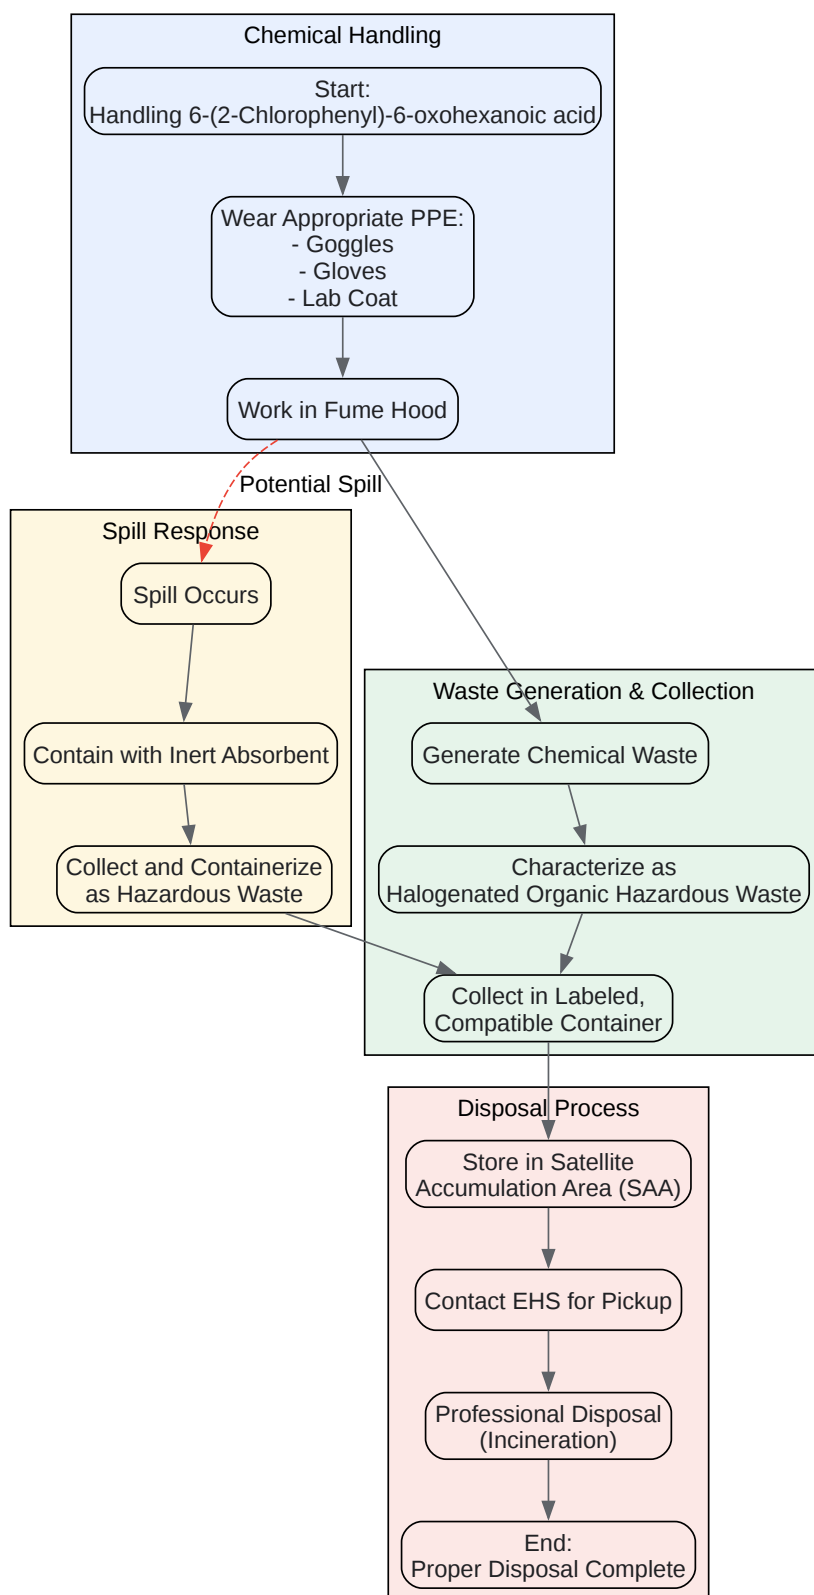 Chemical Handling
Start:
Handling 6-(2-Chlorophenyl)-6-oxohexanoic acid
Wear Appropriate PPE:
- Goggles
- Gloves
- Lab Coat
Work in Fume Hood
Potential Spill
Spill Response
Spill Occurs
Contain with Inert Absorbent
Collect and Containerize
as Hazardous Waste
Waste Generation & Collection
Generate Chemical Waste
Characterize as
Halogenated Organic Hazardous Waste
Collect in Labeled,
Compatible Container
Disposal Process
Store in Satellite
Accumulation Area (SAA)
Contact EHS for Pickup
Professional Disposal
(Incineration)
End:
Proper Disposal Complete